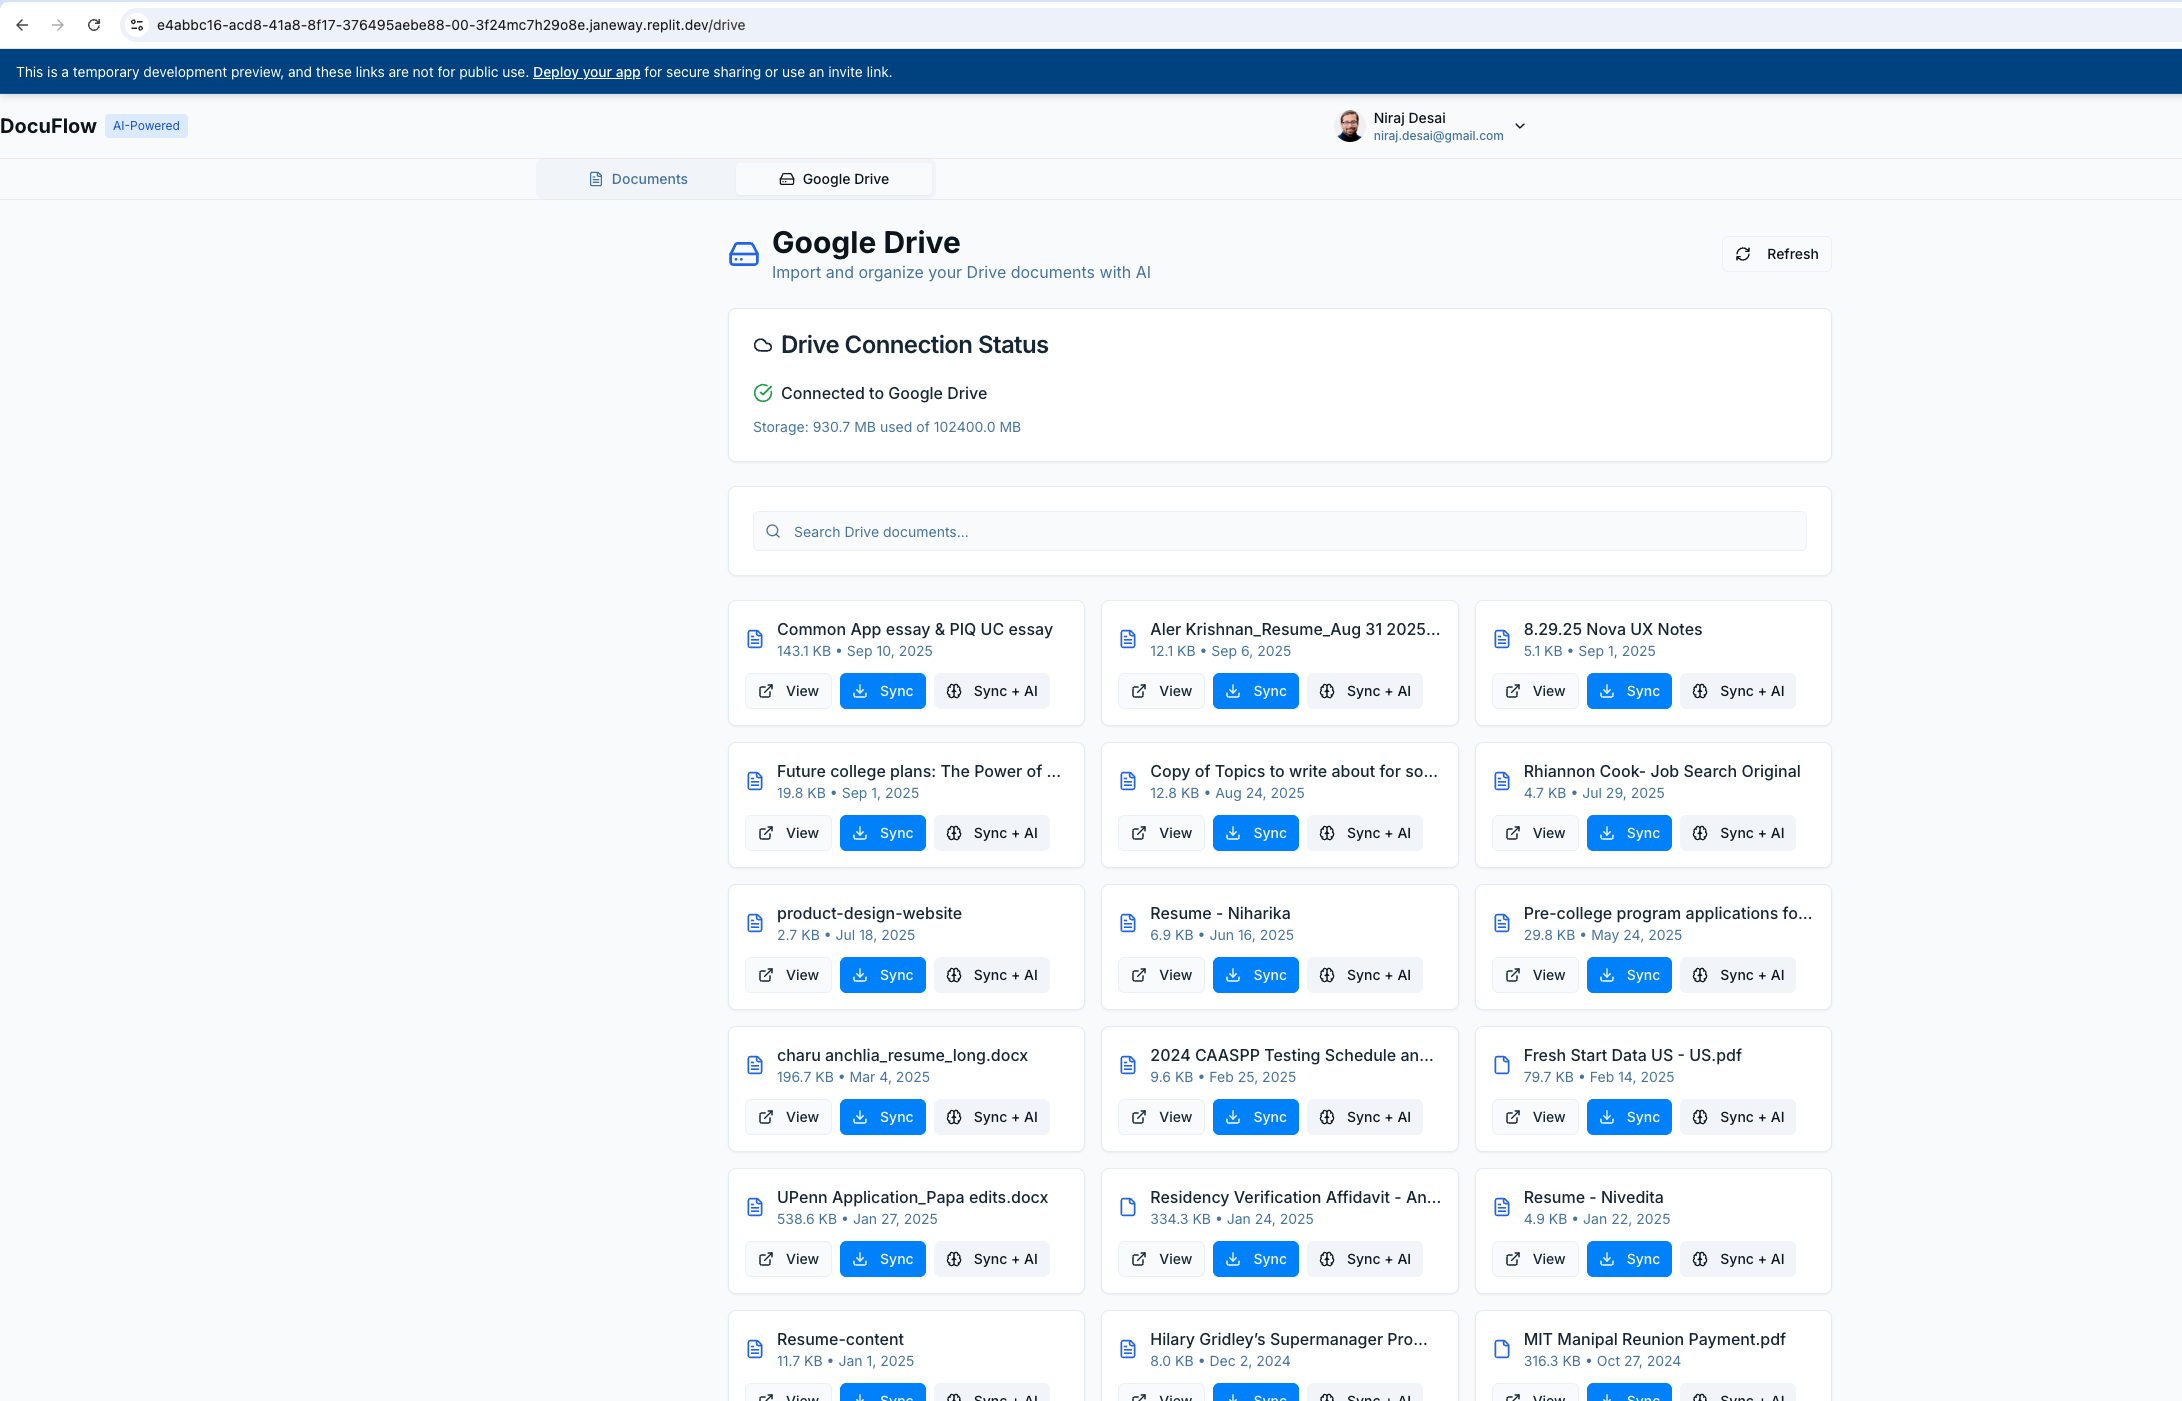 e4abbc16-acd8-41a8-8f17-376495aebe88-00-3f24mc7h29o8e.janeway.replit.dev/drive
This is a temporary development preview, and these links are not for public use. Deploy your app for secure sharing or use an invite link.
DocuFlow AI-Powered
Niraj Desai
niraj.desai@gmail.com
Documents Google Drive
Google Drive
Import and organize your Drive documents with AI
Refresh
Drive Connection Status
Connected to Google Drive
Storage: 930.7 MB used of 102400.0 MB
Search Drive documents...
Common App essay & PIQ UC essay
143.1 KB • Sep 10, 2025
View Sync Sync + AI
Aler Krishnan_Resume_Aug 31 2025...
12.1 KB • Sep 6, 2025
View Sync Sync + AI
8.29.25 Nova UX Notes
5.1 KB • Sep 1, 2025
View Sync Sync + AI
Future college plans: The Power of ...
19.8 KB • Sep 1, 2025
View Sync Sync + AI
Copy of Topics to write about for so...
12.8 KB • Aug 24, 2025
View Sync Sync + AI
Rhiannon Cook- Job Search Original
4.7 KB • Jul 29, 2025
View Sync Sync + AI
product-design-website
2.7 KB • Jul 18, 2025
View Sync Sync + AI
Resume - Niharika
6.9 KB • Jun 16, 2025
View Sync Sync + AI
Pre-college program applications fo...
29.8 KB • May 24, 2025
View Sync Sync + AI
charu anchlia_resume_long.docx
196.7 KB • Mar 4, 2025
View Sync Sync + AI
2024 CAASPP Testing Schedule an...
9.6 KB • Feb 25, 2025
View Sync Sync + AI
Fresh Start Data US - US.pdf
79.7 KB • Feb 14, 2025
View Sync Sync + AI
UPenn Application_Papa edits.docx
538.6 KB • Jan 27, 2025
View Sync Sync + AI
Residency Verification Affidavit - An...
334.3 KB • Jan 24, 2025
View Sync Sync + AI
Resume - Nivedita
4.9 KB • Jan 22, 2025
View Sync Sync + AI
Resume-content
11.7 KB • Jan 1, 2025
View Sync Sync + AI
Hilary Gridley’s Supermanager Pro...
8.0 KB • Dec 2, 2024
View Sync Sync + AI
MIT Manipal Reunion Payment.pdf
316.3 KB • Oct 27, 2024
View Sync Sync + AI